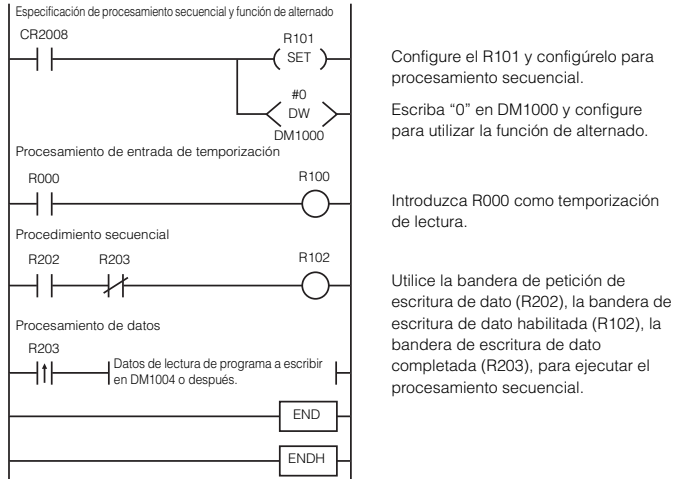 Especificación de procesamiento secuencial y función de alternado
CR2008
R101
SET
#0
DW
DM1000
Configure el R101 y configúrelo para
procesamiento secuencial.
Escriba "0" en DM1000 y configure
para utilizar la función de alternado.
Procesamiento de entrada de temporización
R000
R100
Introduzca R000 como temporización
de lectura.
Procedimiento secuencial
R202
R203
R102
Utilice la bandera de petición de
escritura de dato (R202), la bandera de
escritura de dato habilitada (R102), la
bandera de escritura de dato
completada (R203), para ejecutar el
procesamiento secuencial.
Procesamiento de datos
R203
Datos de lectura de programa a escribir
en DM1004 o después.
END
ENDH